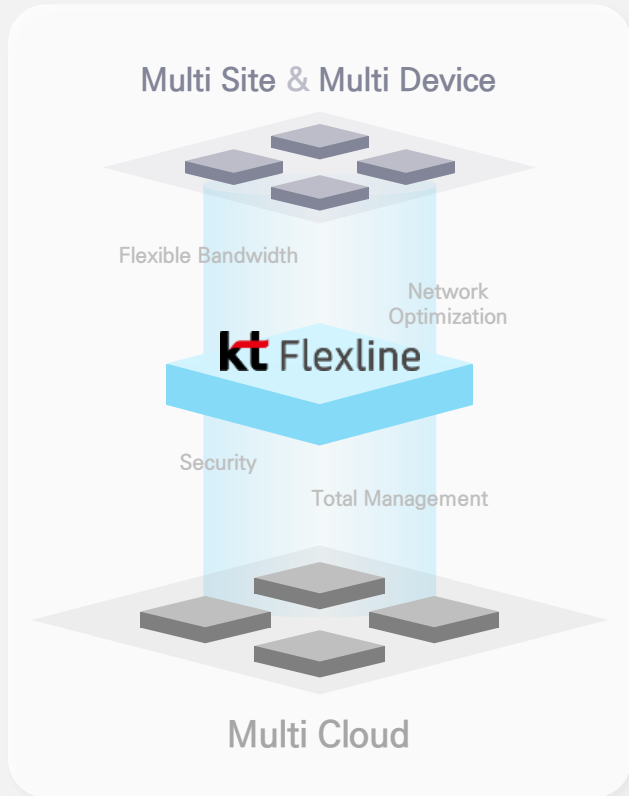 Multi Site & Multi Device
Flexible Bandwidth
Network
Optimization
kt Flexline
Security
Total Management
Multi Cloud